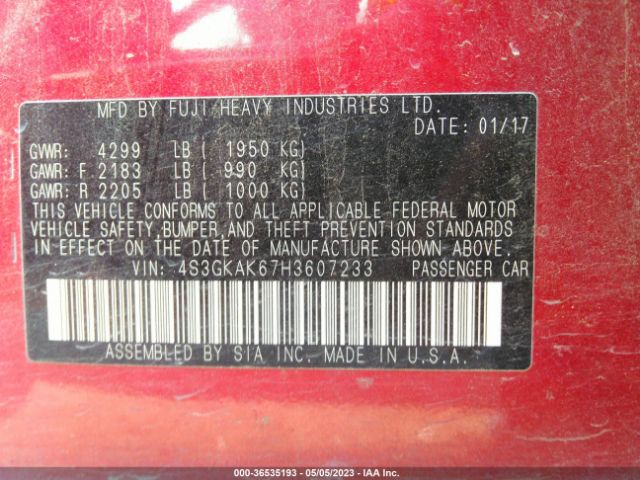 MFD BY FUJI HEAVY INDUSTRIES LTD.
DATE: 01/17
GVWR: 4299 LB ( 1950 KG)
GAWR: F 2183 LB ( 990 KG)
GAWR: R 2205 LB ( 1000 KG)
THIS VEHICLE CONFORMS TO ALL APPLICABLE FEDERAL MOTOR
VEHICLE SAFETY,BUMPER,AND THEFT PREVENTION STANDARDS
IN EFFECT ON THE DATE OF MANUFACTURE SHOWN ABOVE.
VIN: 4S3GKAK67H3607233 PASSENGER CAR
ASSEMBLED BY SIA INC. MADE IN U.S.A.
000-36535193 - 05/05/2023 - IAA Inc.